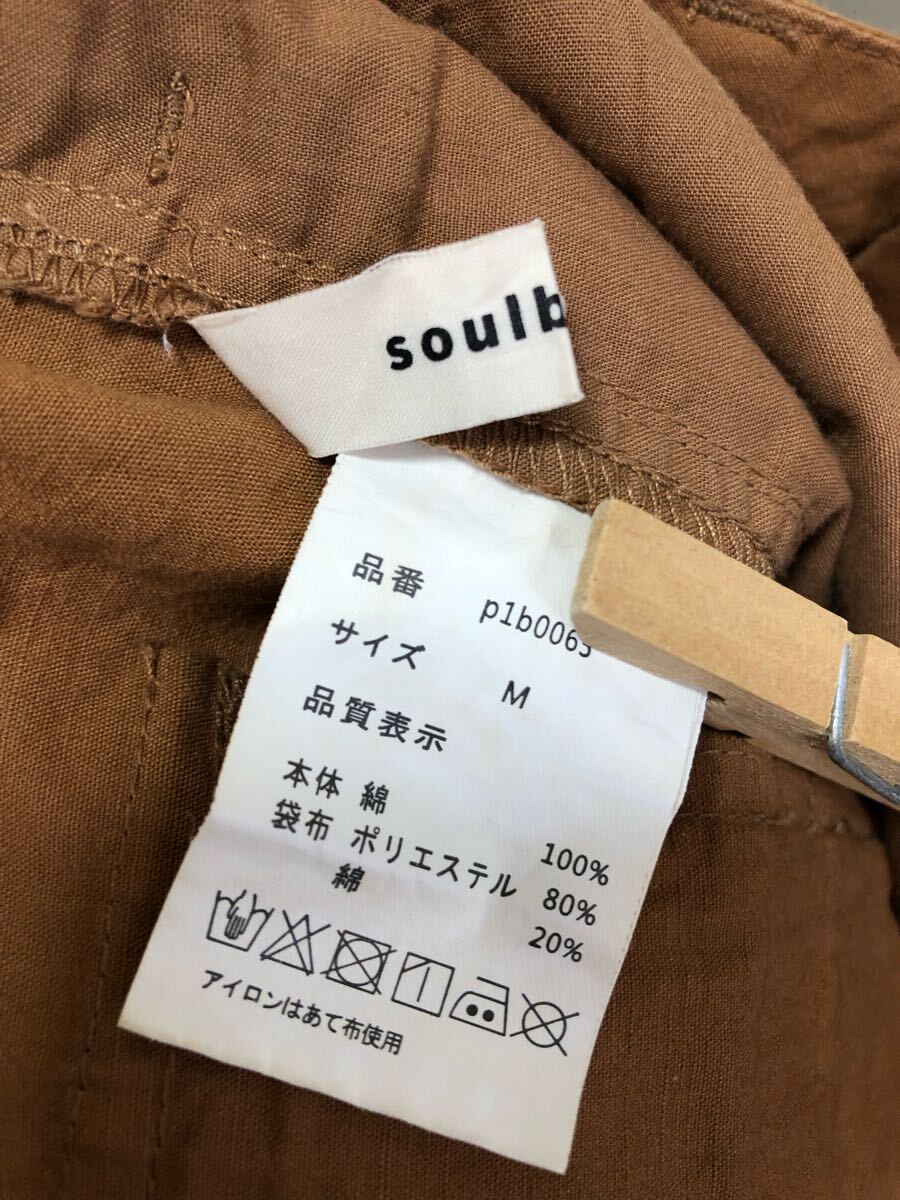 soulb
品番 p1b0065
サイズ M
品質表示
本体 綿 100%
袋布 ポリエステル 80%
綿 20%
アイロンはあて布使用